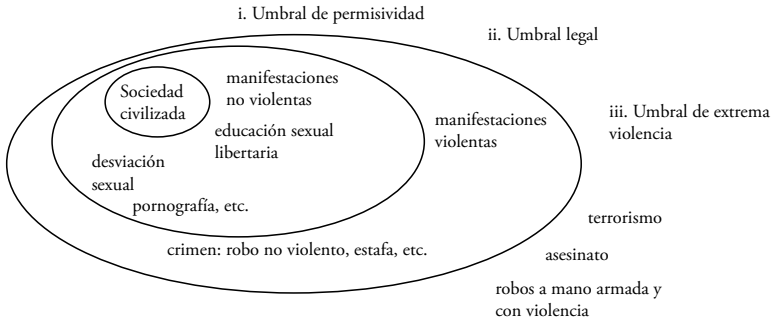 i. Umbral de permisividad
ii. Umbral legal
Sociedad
civilizada
manifestaciones
no violentas
educación sexual
libertaria
desviación
sexual
pornografía, etc.
manifestaciones
violentas
iii. Umbral de extrema
violencia
crimen: robo no violento, estafa, etc.
terrorismo
asesinato
robos a mano armada y
con violencia